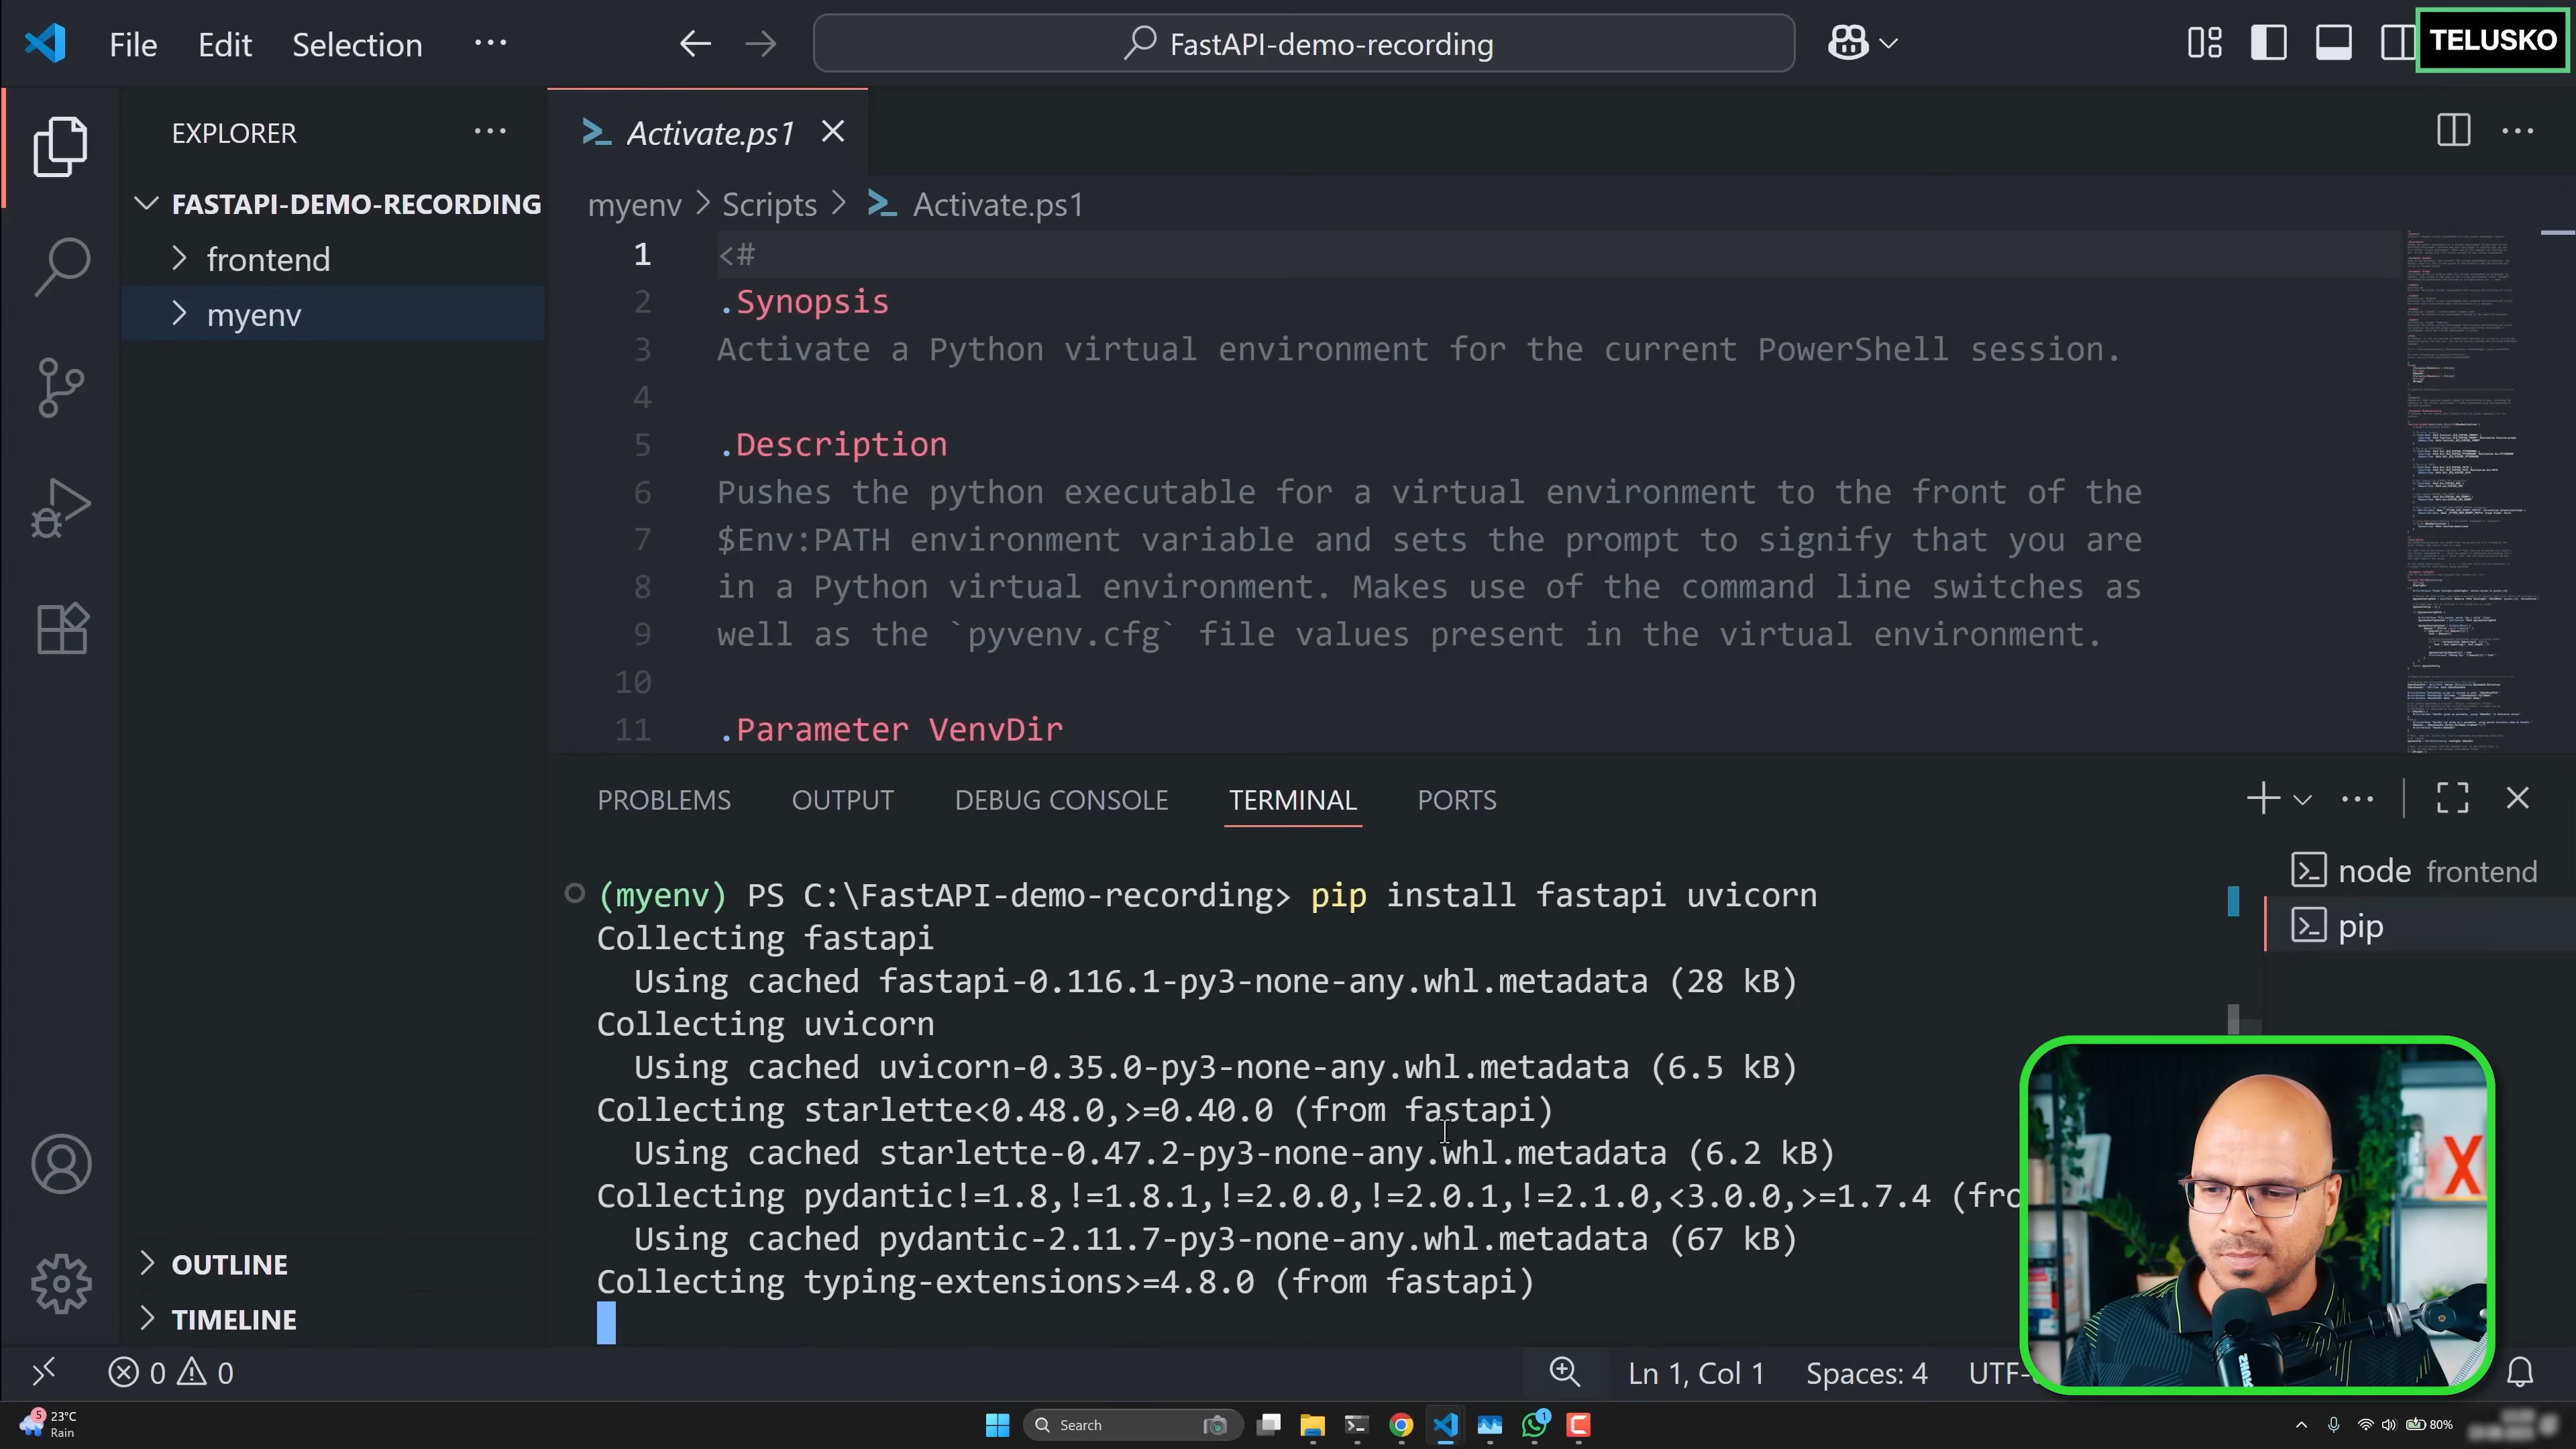 File Edit Selection ...
FastAPI-demo-recording
TELUSKO
EXPLORER
FASTAPI-DEMO-RECORDING
frontend
myenv
OUTLINE
TIMELINE
Activate.ps1
myenv > Scripts > Activate.ps1
1 <#
2 .Synopsis
3 Activate a Python virtual environment for the current PowerShell session.
4
5 .Description
6 Pushes the python executable for a virtual environment to the front of the
7 $Env:PATH environment variable and sets the prompt to signify that you are
8 in a Python virtual environment. Makes use of the command line switches as
9 well as the `pyvenv.cfg` file values present in the virtual environment.
10
11 .Parameter VenvDir
PROBLEMS OUTPUT DEBUG CONSOLE TERMINAL PORTS
(myenv) PS C:\FastAPI-demo-recording> pip install fastapi uvicorn
Collecting fastapi
Using cached fastapi-0.116.1-py3-none-any.whl.metadata (28 kB)
Collecting uvicorn
Using cached uvicorn-0.35.0-py3-none-any.whl.metadata (6.5 kB)
Collecting starlette<0.48.0,>=0.40.0 (from fastapi)
Using cached starlette-0.47.2-py3-none-any.whl.metadata (6.2 kB)
Collecting pydantic!=1.8,!=1.8.1,!=2.0.0,!=2.0.1,!=2.1.0,<3.0.0,>=1.7.4 (fro
Using cached pydantic-2.11.7-py3-none-any.whl.metadata (67 kB)
Collecting typing-extensions>=4.8.0 (from fastapi)
node frontend
pip
X
0 0
Ln 1, Col 1 Spaces: 4 UTF-
5
23°C
Rain
Search
1
80%